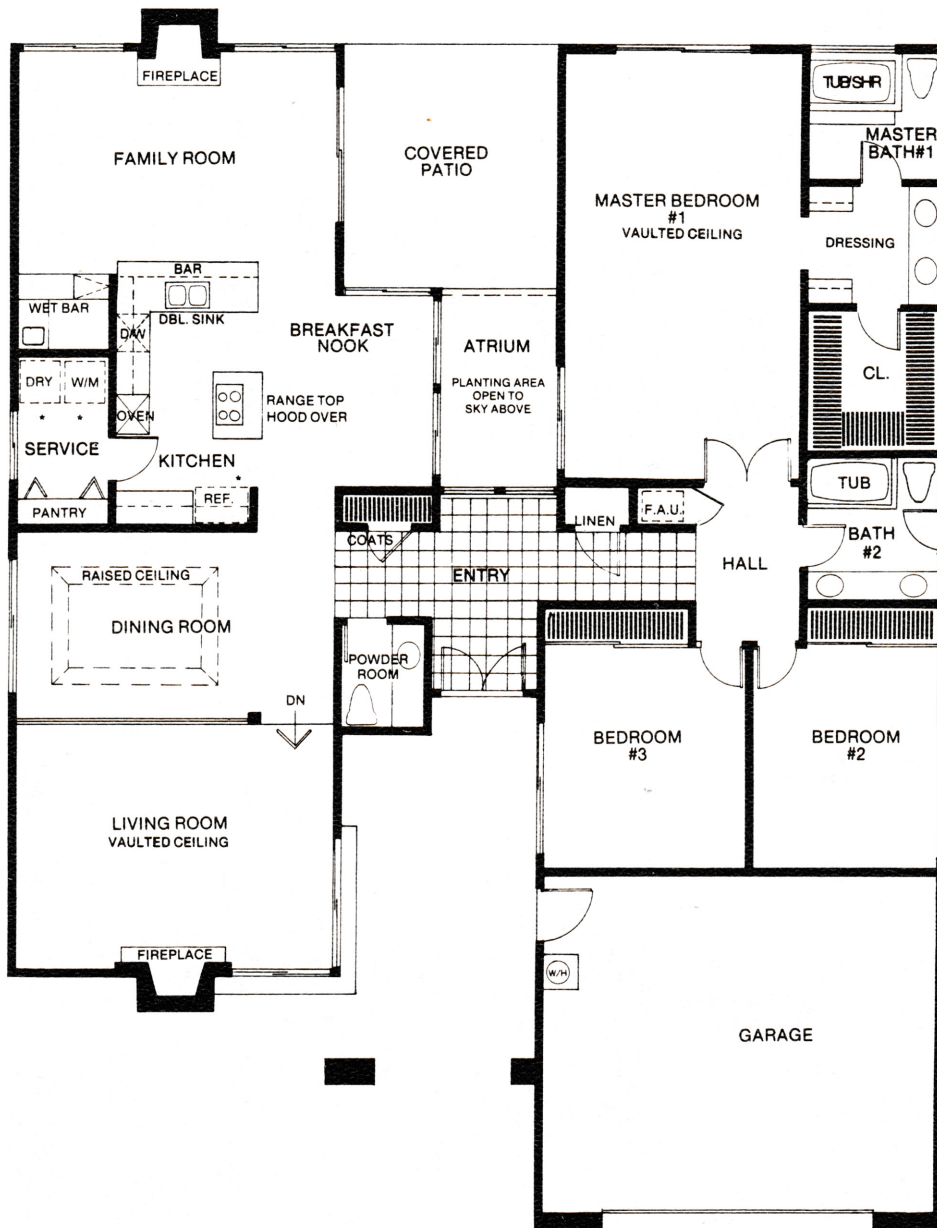 FIREPLACE
FAMILY ROOM
COVERED
PATIO
MASTER BEDROOM
#1
VAULTED CEILING
TUB/SHR
MASTER
BATH#1
DRESSING
CL.
BAR
DBL. SINK
WET BAR
D/W
BREAKFAST
NOOK
ATRIUM
PLANTING AREA
OPEN TO
SKY ABOVE
DRY
W/M
* *
OVEN
RANGE TOP
HOOD OVER
SERVICE
KITCHEN
*
REF.
PANTRY
COATS
LINEN
F.A.U.
TUB
BATH
#2
HALL
ENTRY
RAISED CEILING
DINING ROOM
POWDER
ROOM
DN
BEDROOM
#3
BEDROOM
#2
LIVING ROOM
VAULTED CEILING
FIREPLACE
W/H
GARAGE